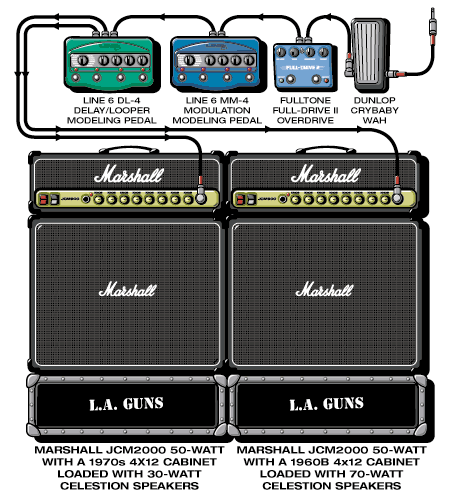 LINE 6 DL-4
DELAY/LOOPER
MODELING PEDAL
LINE 6 MM-4
MODULATION
MODELING PEDAL
FULL-DRIVE 2
FULLTONE
FULL-DRIVE II
OVERDRIVE
DUNLOP
CRYBABY
WAH
Marshall
JCM900
Marshall
L.A. GUNS
MARSHALL JCM2000 50-WATT
WITH A 1970s 4X12 CABINET
LOADED WITH 30-WATT
CELESTION SPEAKERS
Marshall
JCM900
Marshall
L.A. GUNS
MARSHALL JCM2000 50-WATT
WITH A 1960B 4x12 CABINET
LOADED WITH 70-WATT
CELESTION SPEAKERS